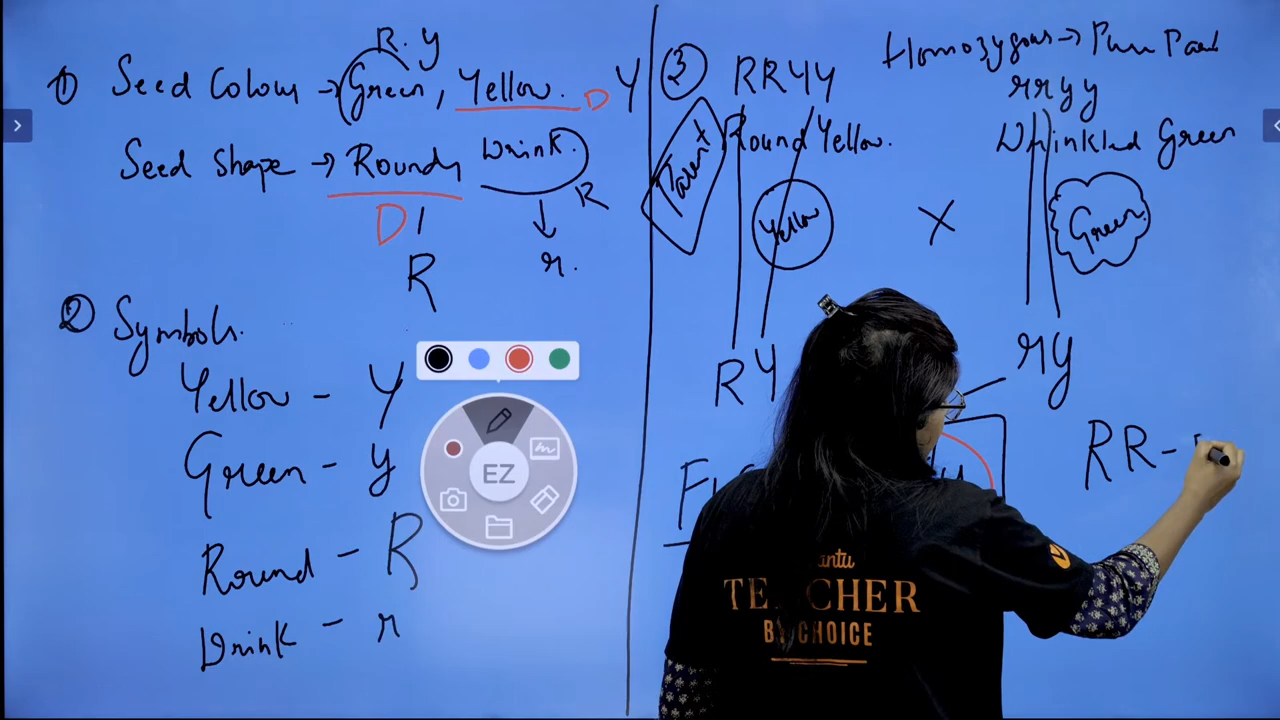 R. y
① Seed Colour → Green, Yellow. D Y
Seed Shape → Round, Wrink.
D R
R r.
② Symbols.
Yellow - Y
Green - y
Round - R
Wrink - r
EZ
③ RRYY
Homozygous → Pure
rryy
Parent
Round Yellow.
Wrinkled Green
Yellow
X
Green
RY
ry
F1
y
RR -
TEACHER
BY CHOICE